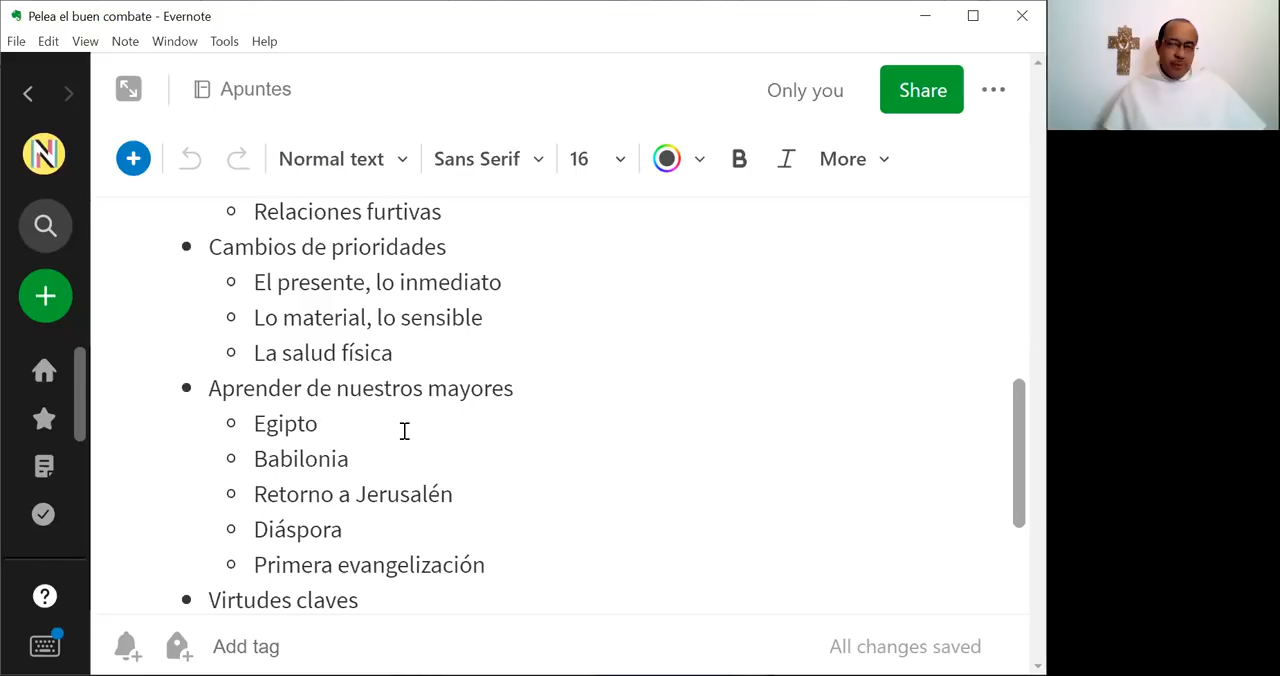 Pelea el buen combate - Evernote
File Edit View Note Window Tools Help
Apuntes
Only you
Share
Normal text
Sans Serif
16
B
I
More
Relaciones furtivas
Cambios de prioridades
El presente, lo inmediato
Lo material, lo sensible
La salud física
Aprender de nuestros mayores
Egipto
Babilonia
Retorno a Jerusalén
Diáspora
Primera evangelización
Virtudes claves
Add tag
All changes saved